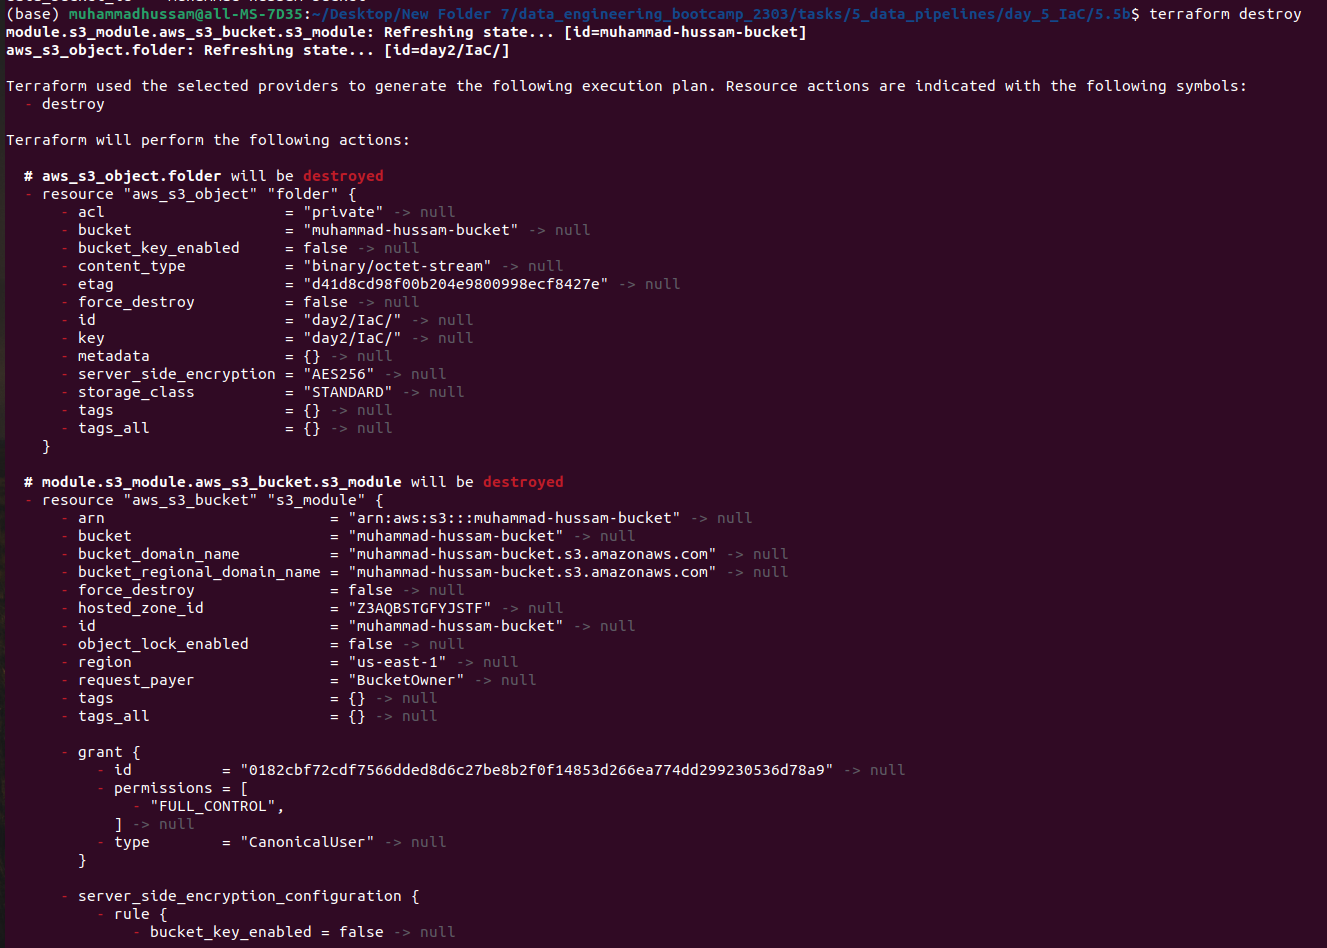 (base) muhammadhussam@all-MS-7D35:~/Desktop/New Folder 7/data_engineering_bootcamp_2303/tasks/5_data_pipelines/day_5_IaC/5.5b$ terraform destroy
module.s3_module.aws_s3_bucket.s3_module: Refreshing state... [id=muhammad-hussam-bucket]
aws_s3_object.folder: Refreshing state... [id=day2/IaC/]
Terraform used the selected providers to generate the following execution plan. Resource actions are indicated with the following symbols:
  - destroy
Terraform will perform the following actions:
  # aws_s3_object.folder will be destroyed
  - resource "aws_s3_object" "folder" {
      - acl                    = "private" -> null
      - bucket                 = "muhammad-hussam-bucket" -> null
      - bucket_key_enabled     = false -> null
      - content_type           = "binary/octet-stream" -> null
      - etag                   = "d41d8cd98f00b204e9800998ecf8427e" -> null
      - force_destroy          = false -> null
      - id                     = "day2/IaC/" -> null
      - key                    = "day2/IaC/" -> null
      - metadata               = {} -> null
      - server_side_encryption = "AES256" -> null
      - storage_class          = "STANDARD" -> null
      - tags                   = {} -> null
      - tags_all               = {} -> null
    }
  # module.s3_module.aws_s3_bucket.s3_module will be destroyed
  - resource "aws_s3_bucket" "s3_module" {
      - arn                         = "arn:aws:s3:::muhammad-hussam-bucket" -> null
      - bucket                      = "muhammad-hussam-bucket" -> null
      - bucket_domain_name          = "muhammad-hussam-bucket.s3.amazonaws.com" -> null
      - bucket_regional_domain_name = "muhammad-hussam-bucket.s3.amazonaws.com" -> null
      - force_destroy               = false -> null
      - hosted_zone_id              = "Z3AQBSTGFYJSTF" -> null
      - id                          = "muhammad-hussam-bucket" -> null
      - object_lock_enabled         = false -> null
      - region                      = "us-east-1" -> null
      - request_payer               = "BucketOwner" -> null
      - tags                        = {} -> null
      - tags_all                    = {} -> null
      - grant {
          - id          = "0182cbf72cdf7566dded8d6c27be8b2f0f14853d266ea774dd299230536d78a9" -> null
          - permissions = [
              - "FULL_CONTROL",
            ] -> null
          - type        = "CanonicalUser" -> null
        }
      - server_side_encryption_configuration {
          - rule {
              - bucket_key_enabled = false -> null